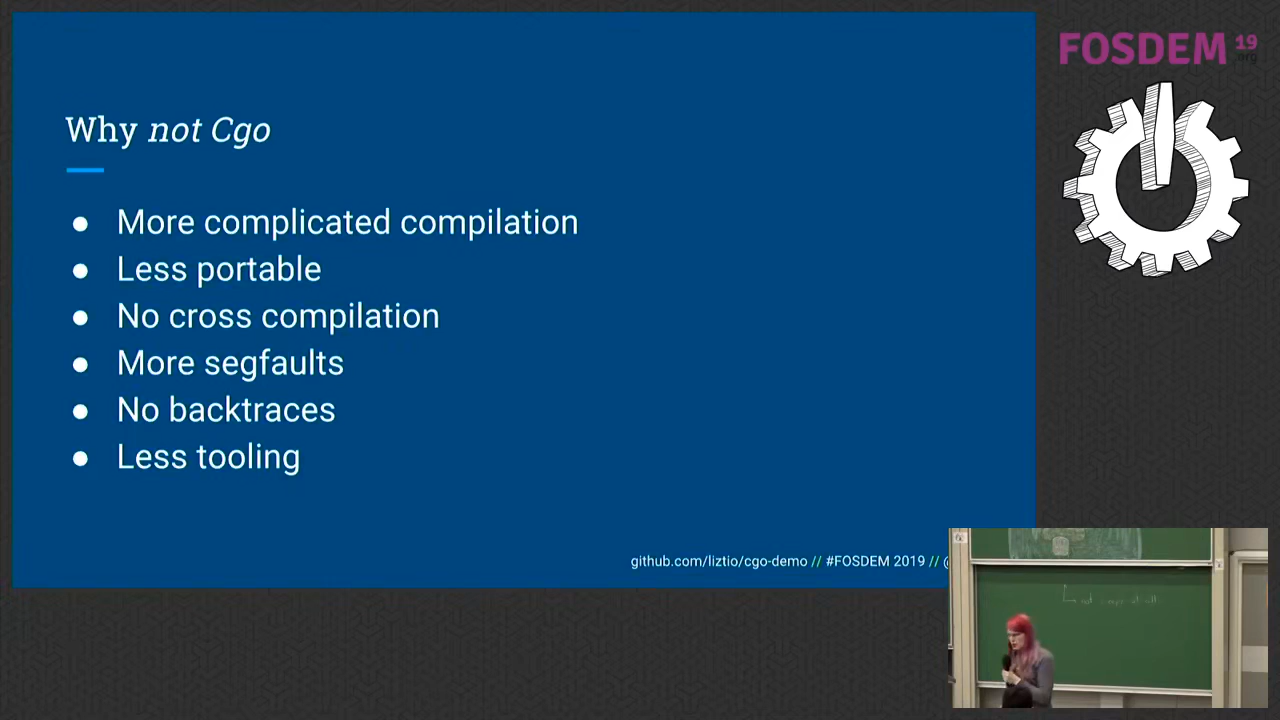 FOSDEM 19
.org
Why not Cgo
● More complicated compilation
● Less portable
● No cross compilation
● More segfaults
● No backtraces
● Less tooling
github.com/liztio/cgo-demo // #FOSDEM 2019 // @